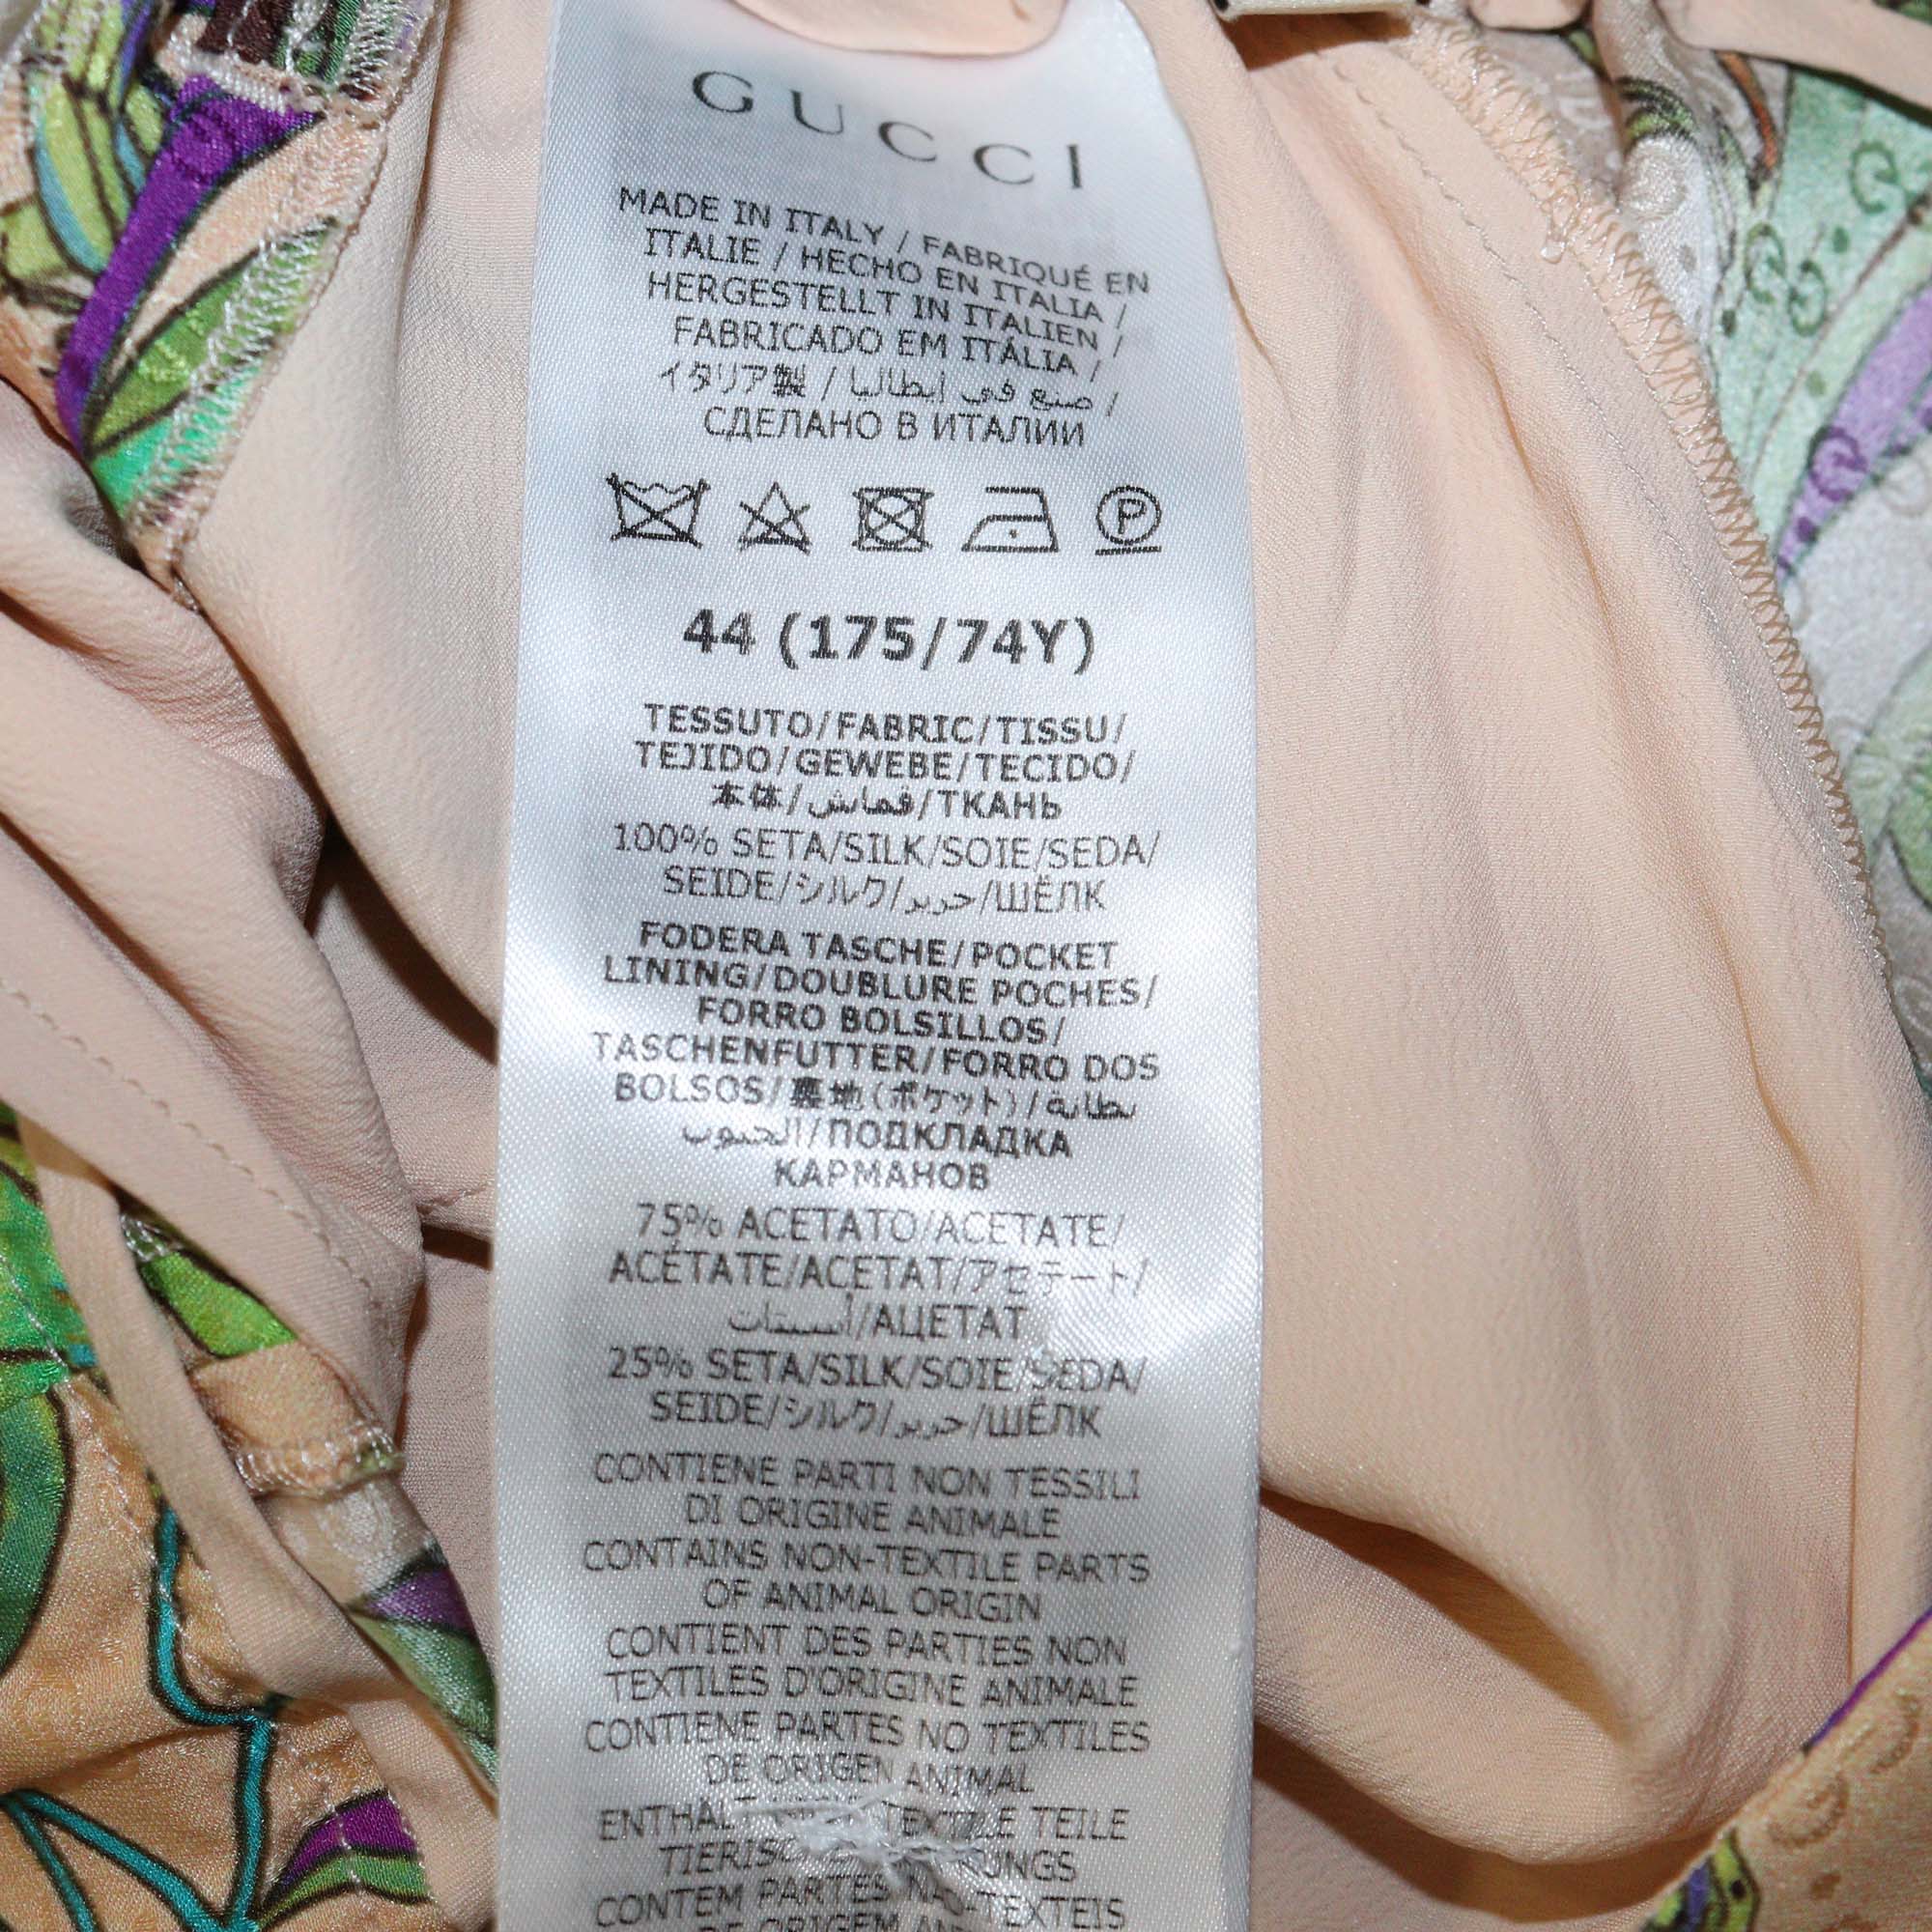 GUCCI
MADE IN ITALY / FABRIQUÉ EN
ITALIE / HECHO EN ITALIA /
HERGESTELLT IN ITALIEN /
FABRICADO EM ITÁLIA /
イタリア製 / صنع في إيطاليا /
СДЕЛАНО В ИТАЛИИ
P
44 (175/74Y)
TESSUTO/FABRIC/TISSU/
TEJIDO/GEWEBE/TECIDO/
本体/قماش/ТКАНЬ
100% SETA/SILK/SOIE/SEDA/
SEIDE/シルク/حرير/ШЁЛК
FODERA TASCHE/POCKET
LINING/DOUBLURE POCHES/
FORRO BOLSILLOS/
TASCHENFUTTER/FORRO DOS
BOLSOS/裏地(ポケット)/بطانة
الجيوب/ПОДКЛАДКА
КАРМАНОВ
75% ACETATO/ACETATE/
ACÉTATE/ACETAT/アセテート/
أسيتات/АЦЕТАТ
25% SETA/SILK/SOIE/SEDA/
SEIDE/シルク/حرير/ШЁЛК
CONTIENE PARTI NON TESSILI
DI ORIGINE ANIMALE
CONTAINS NON-TEXTILE PARTS
OF ANIMAL ORIGIN
CONTIENT DES PARTIES NON
TEXTILES D'ORIGINE ANIMALE
CONTIENE PARTES NO TEXTILES
DE ORIGEN ANIMAL
TEILE
CONTEM PARTES
DE ORIGEM